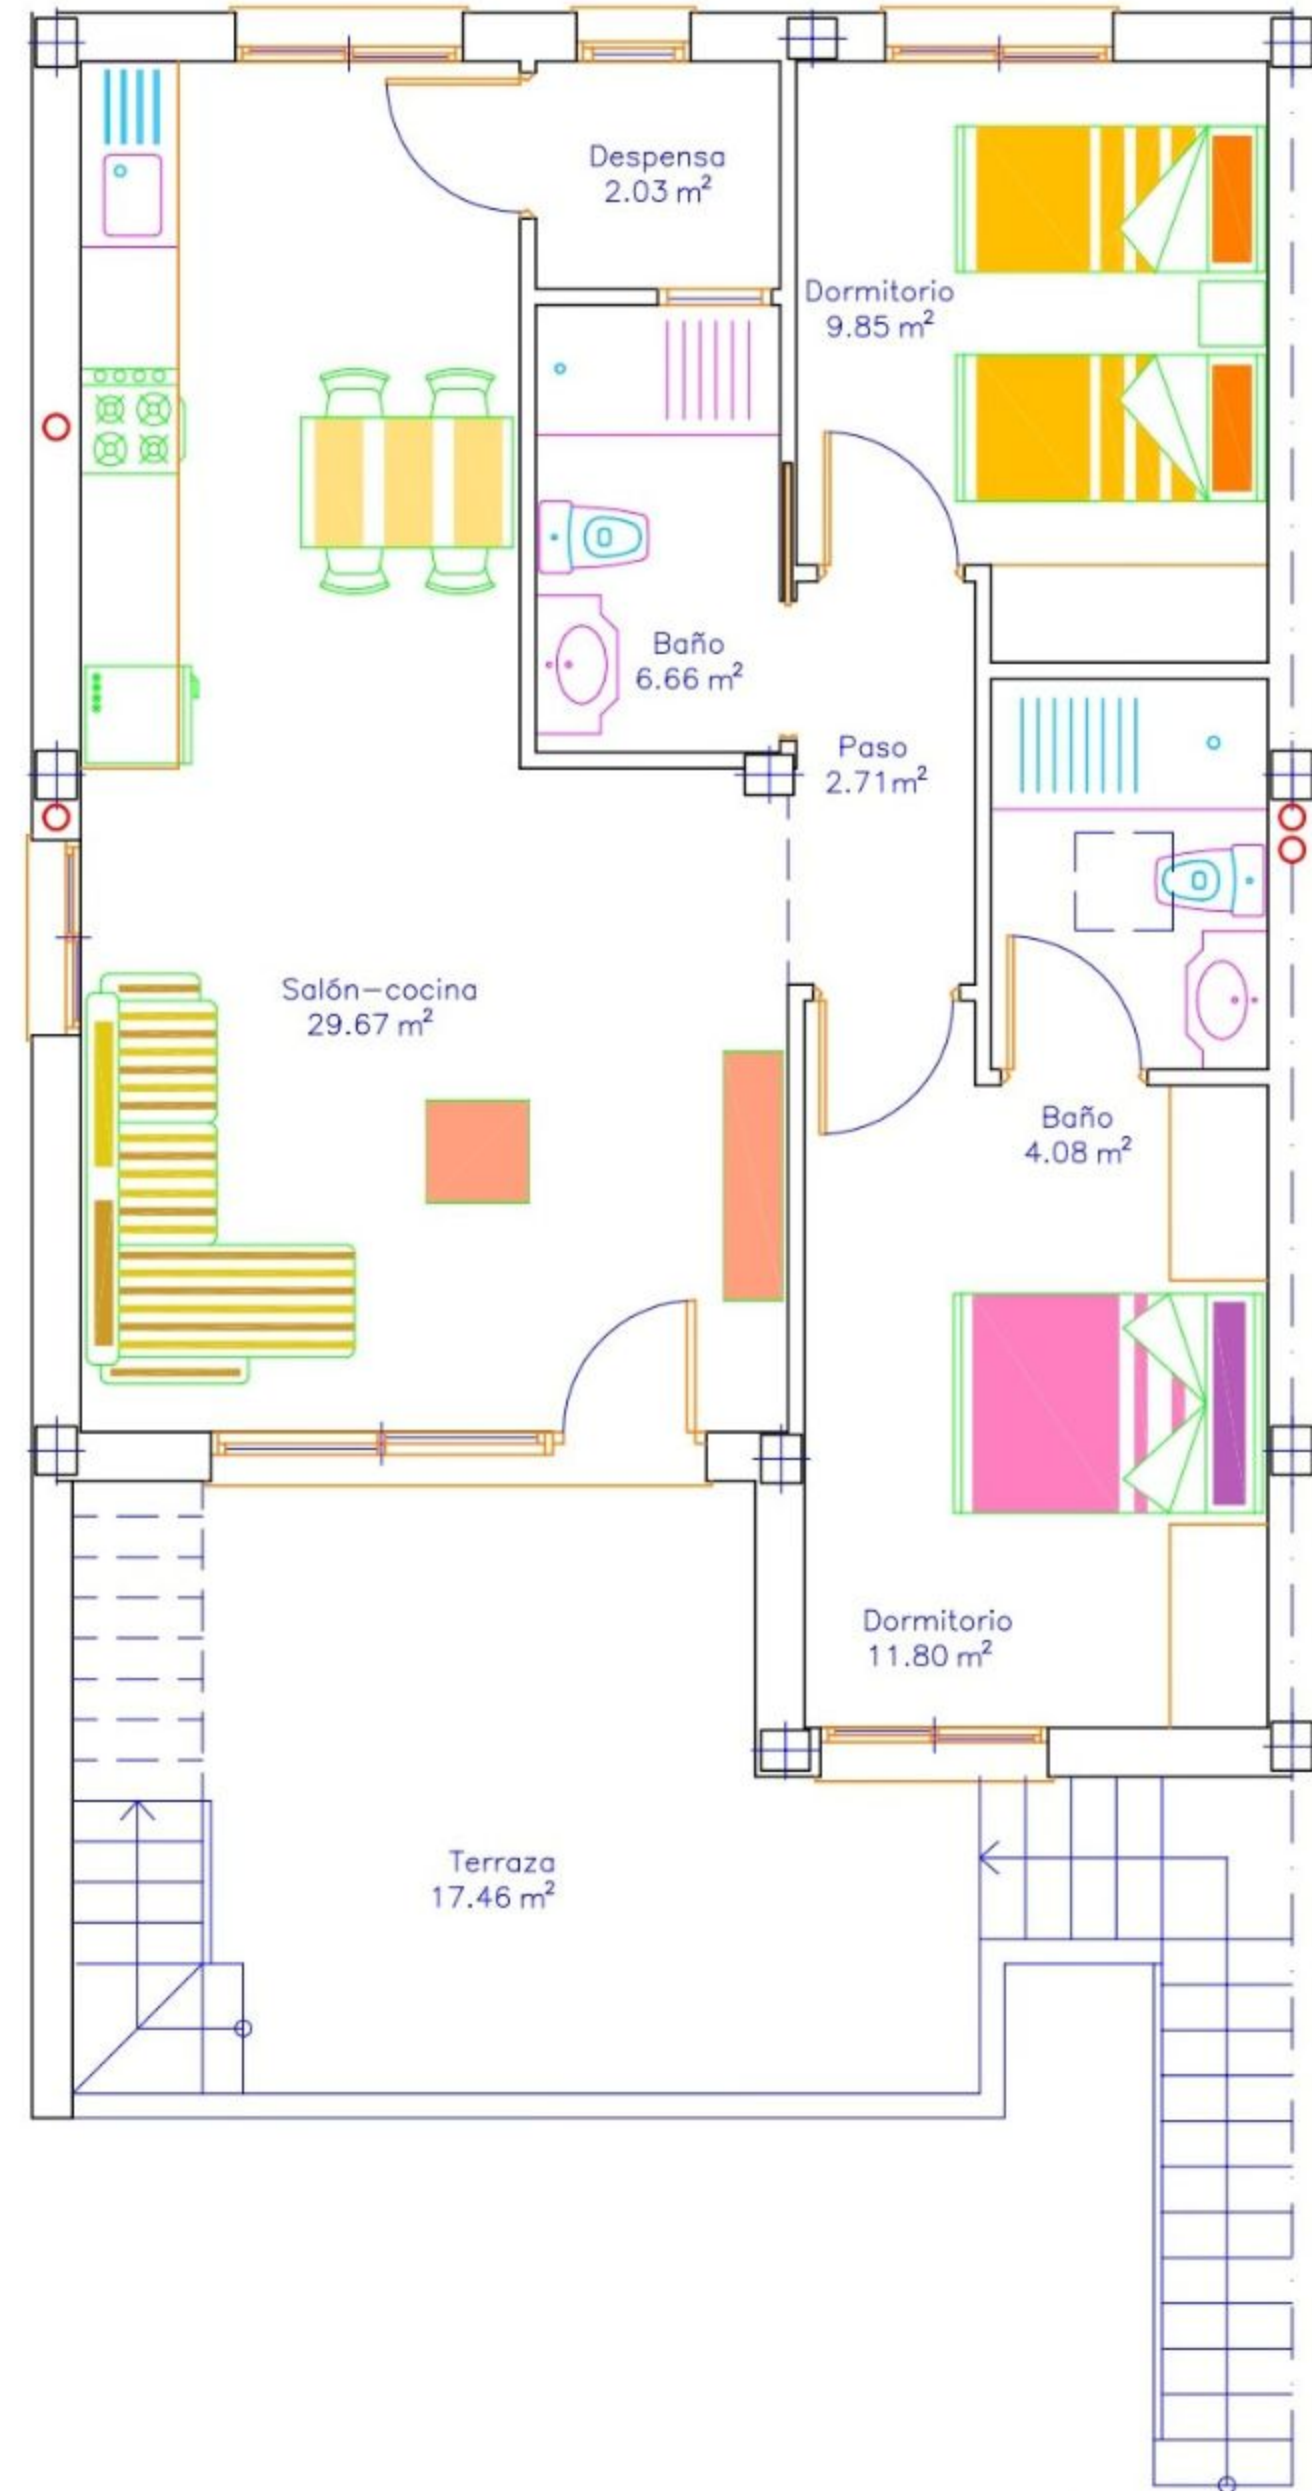 Despensa
2.03 m²
Dormitorio
9.85 m²
Baño
6.66 m²
Paso
2.71m²
Salón-cocina
29.67 m²
Baño
4.08 m²
Dormitorio
11.80 m²
Terraza
17.46 m²